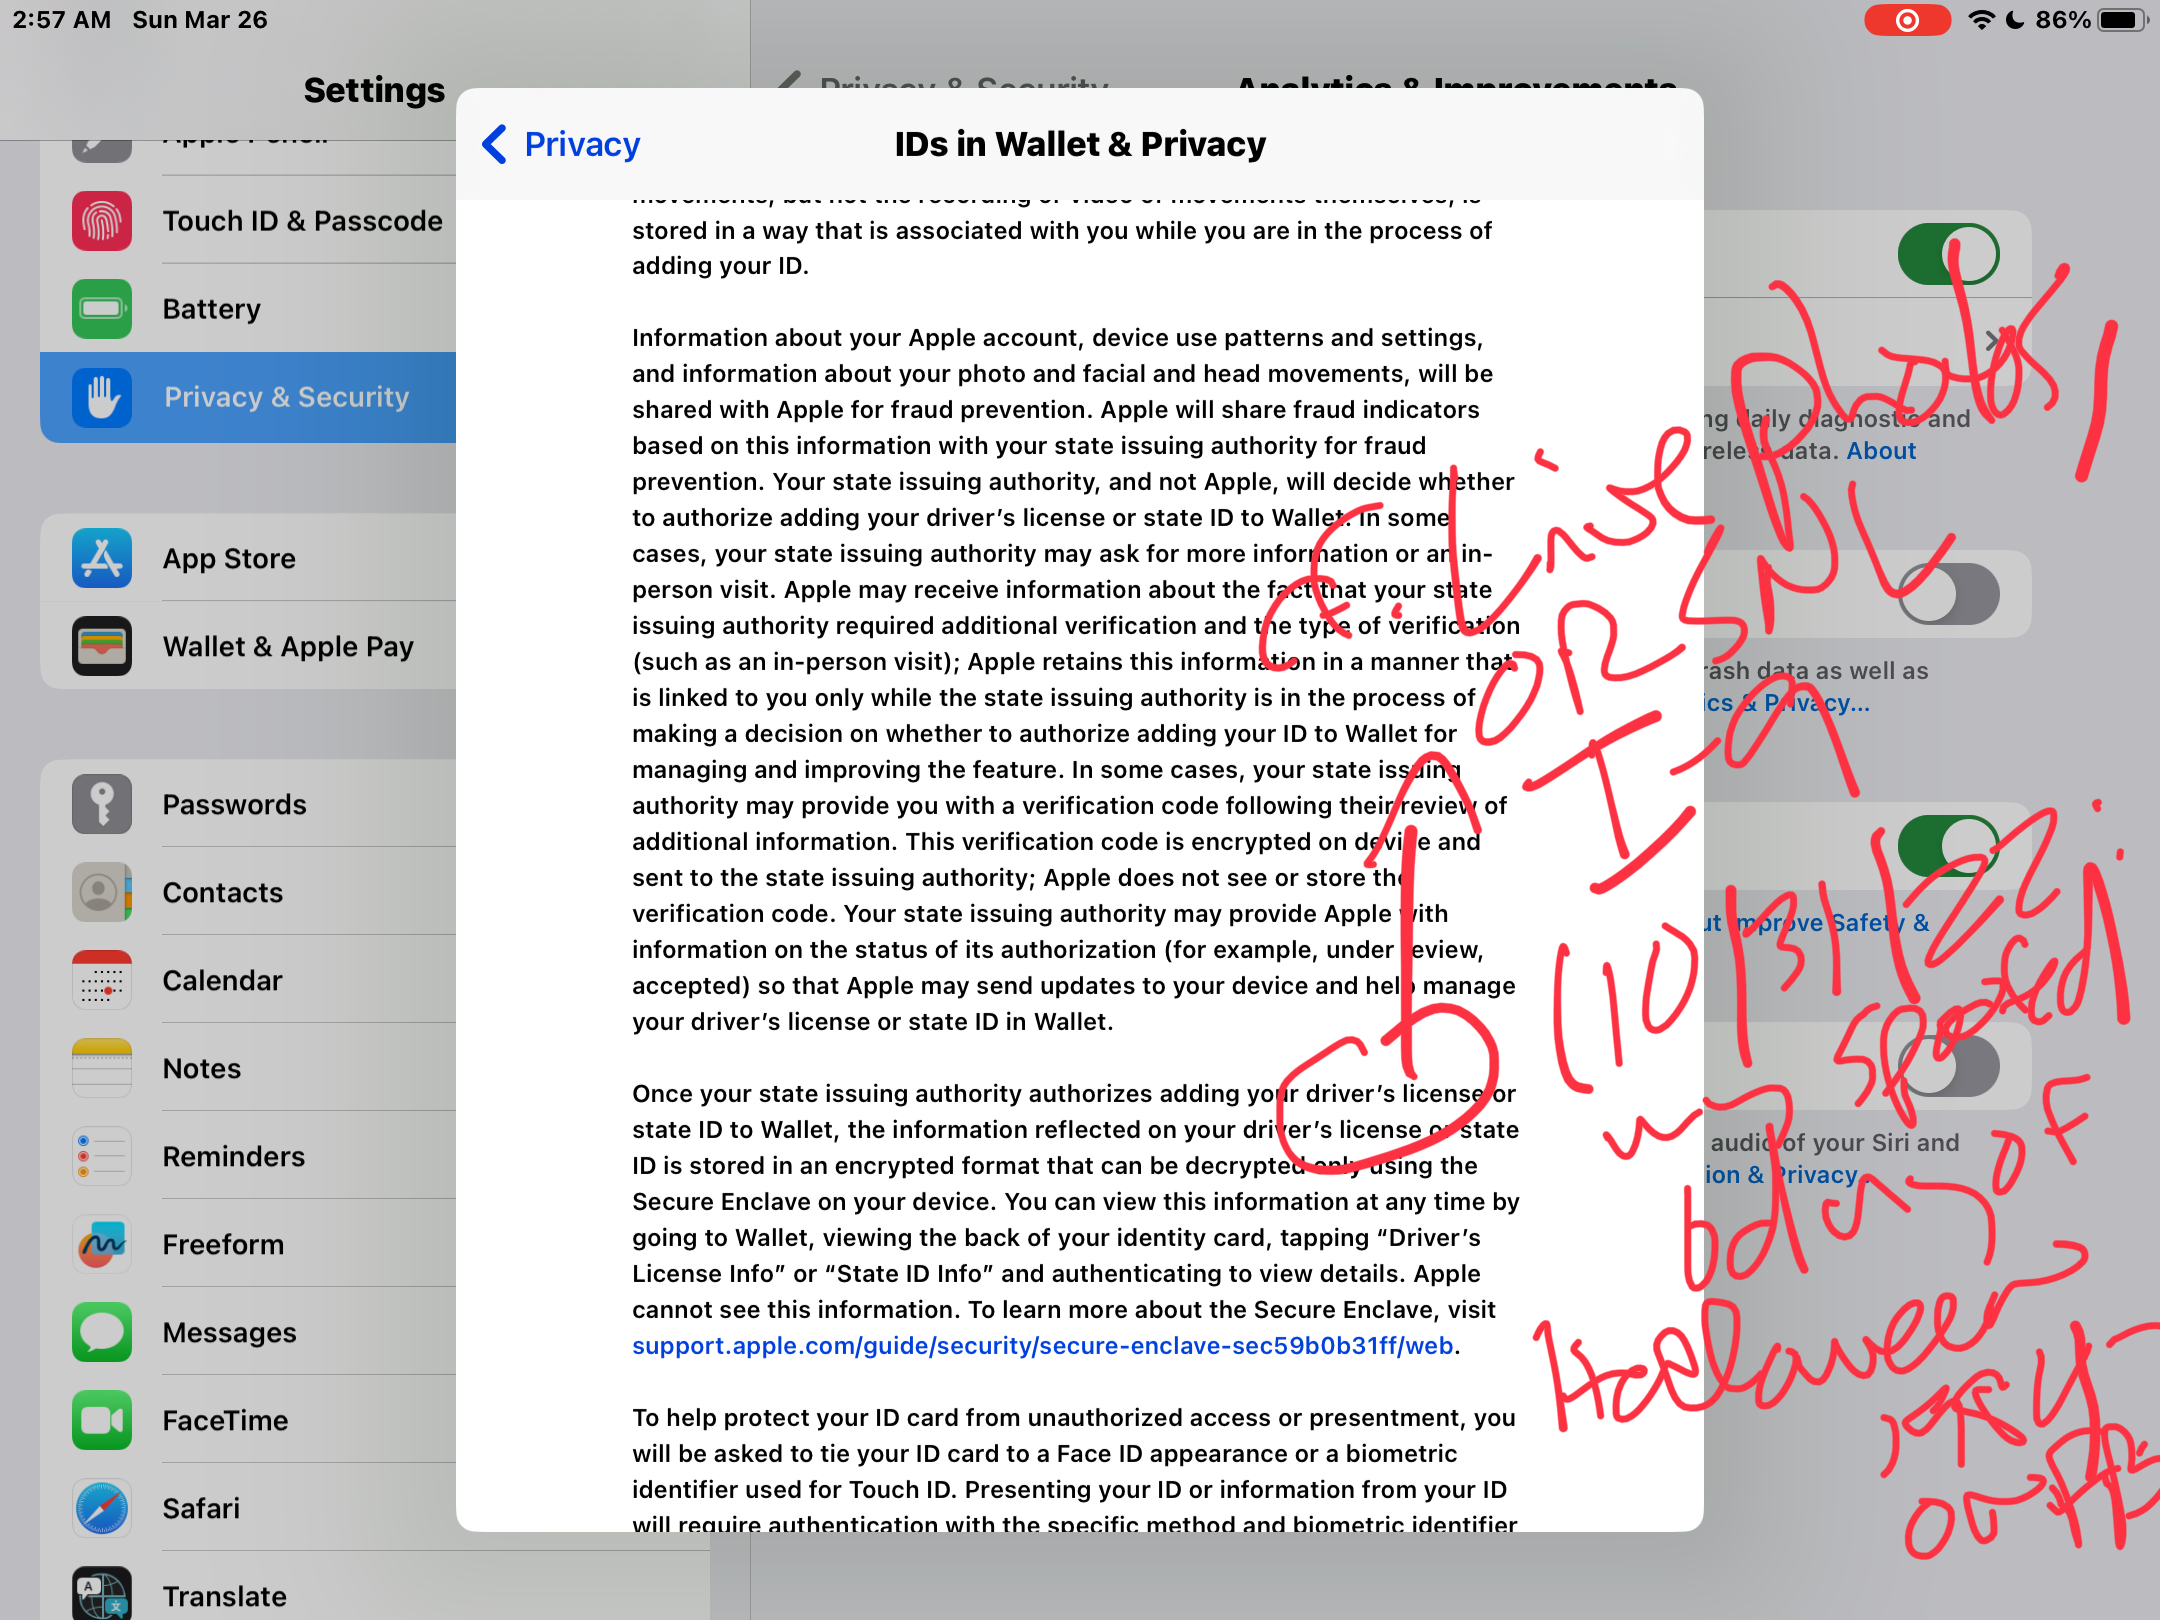 2:57 AM Sun Mar 26
86%
Settings
Privacy & Security
Analytics & Improvements
Apple Pencil
Touch ID & Passcode
Battery
Privacy & Security
App Store
Wallet & Apple Pay
Passwords
Contacts
Calendar
Notes
Reminders
Freeform
Messages
FaceTime
Safari
Translate
Privacy
IDs in Wallet & Privacy
movements, but not the recording or video of movements themselves, is
stored in a way that is associated with you while you are in the process of
adding your ID.
Information about your Apple account, device use patterns and settings,
and information about your photo and facial and head movements, will be
shared with Apple for fraud prevention. Apple will share fraud indicators
based on this information with your state issuing authority for fraud
prevention. Your state issuing authority, and not Apple, will decide whether
to authorize adding your driver’s license or state ID to Wallet. In some
cases, your state issuing authority may ask for more information or an in-
person visit. Apple may receive information about the fact that your state
issuing authority required additional verification and the type of verification
(such as an in-person visit); Apple retains this information in a manner that
is linked to you only while the state issuing authority is in the process of
making a decision on whether to authorize adding your ID to Wallet for
managing and improving the feature. In some cases, your state issuing
authority may provide you with a verification code following their review of
additional information. This verification code is encrypted on device and
sent to the state issuing authority; Apple does not see or store the
verification code. Your state issuing authority may provide Apple with
information on the status of its authorization (for example, under review,
accepted) so that Apple may send updates to your device and help manage
your driver’s license or state ID in Wallet.
Once your state issuing authority authorizes adding your driver’s license or
state ID to Wallet, the information reflected on your driver’s license or state
ID is stored in an encrypted format that can be decrypted only using the
Secure Enclave on your device. You can view this information at any time by
going to Wallet, viewing the back of your identity card, tapping “Driver’s
License Info” or “State ID Info” and authenticating to view details. Apple
cannot see this information. To learn more about the Secure Enclave, visit
support.apple.com/guide/security/secure-enclave-sec59b0b31ff/web.
To help protect your ID card from unauthorized access or presentment, you
will be asked to tie your ID card to a Face ID appearance or a biometric
identifier used for Touch ID. Presenting your ID or information from your ID
will require authentication with the specific method and biometric identifier
ng daily diagnostic and
reless data. About
rash data as well as
ics & Privacy...
ut Improve Safety &
audio of your Siri and
ion & Privacy...
cf. Live photos,
OR SNL
(10/31/22:
spoofed
bday of
Halloween